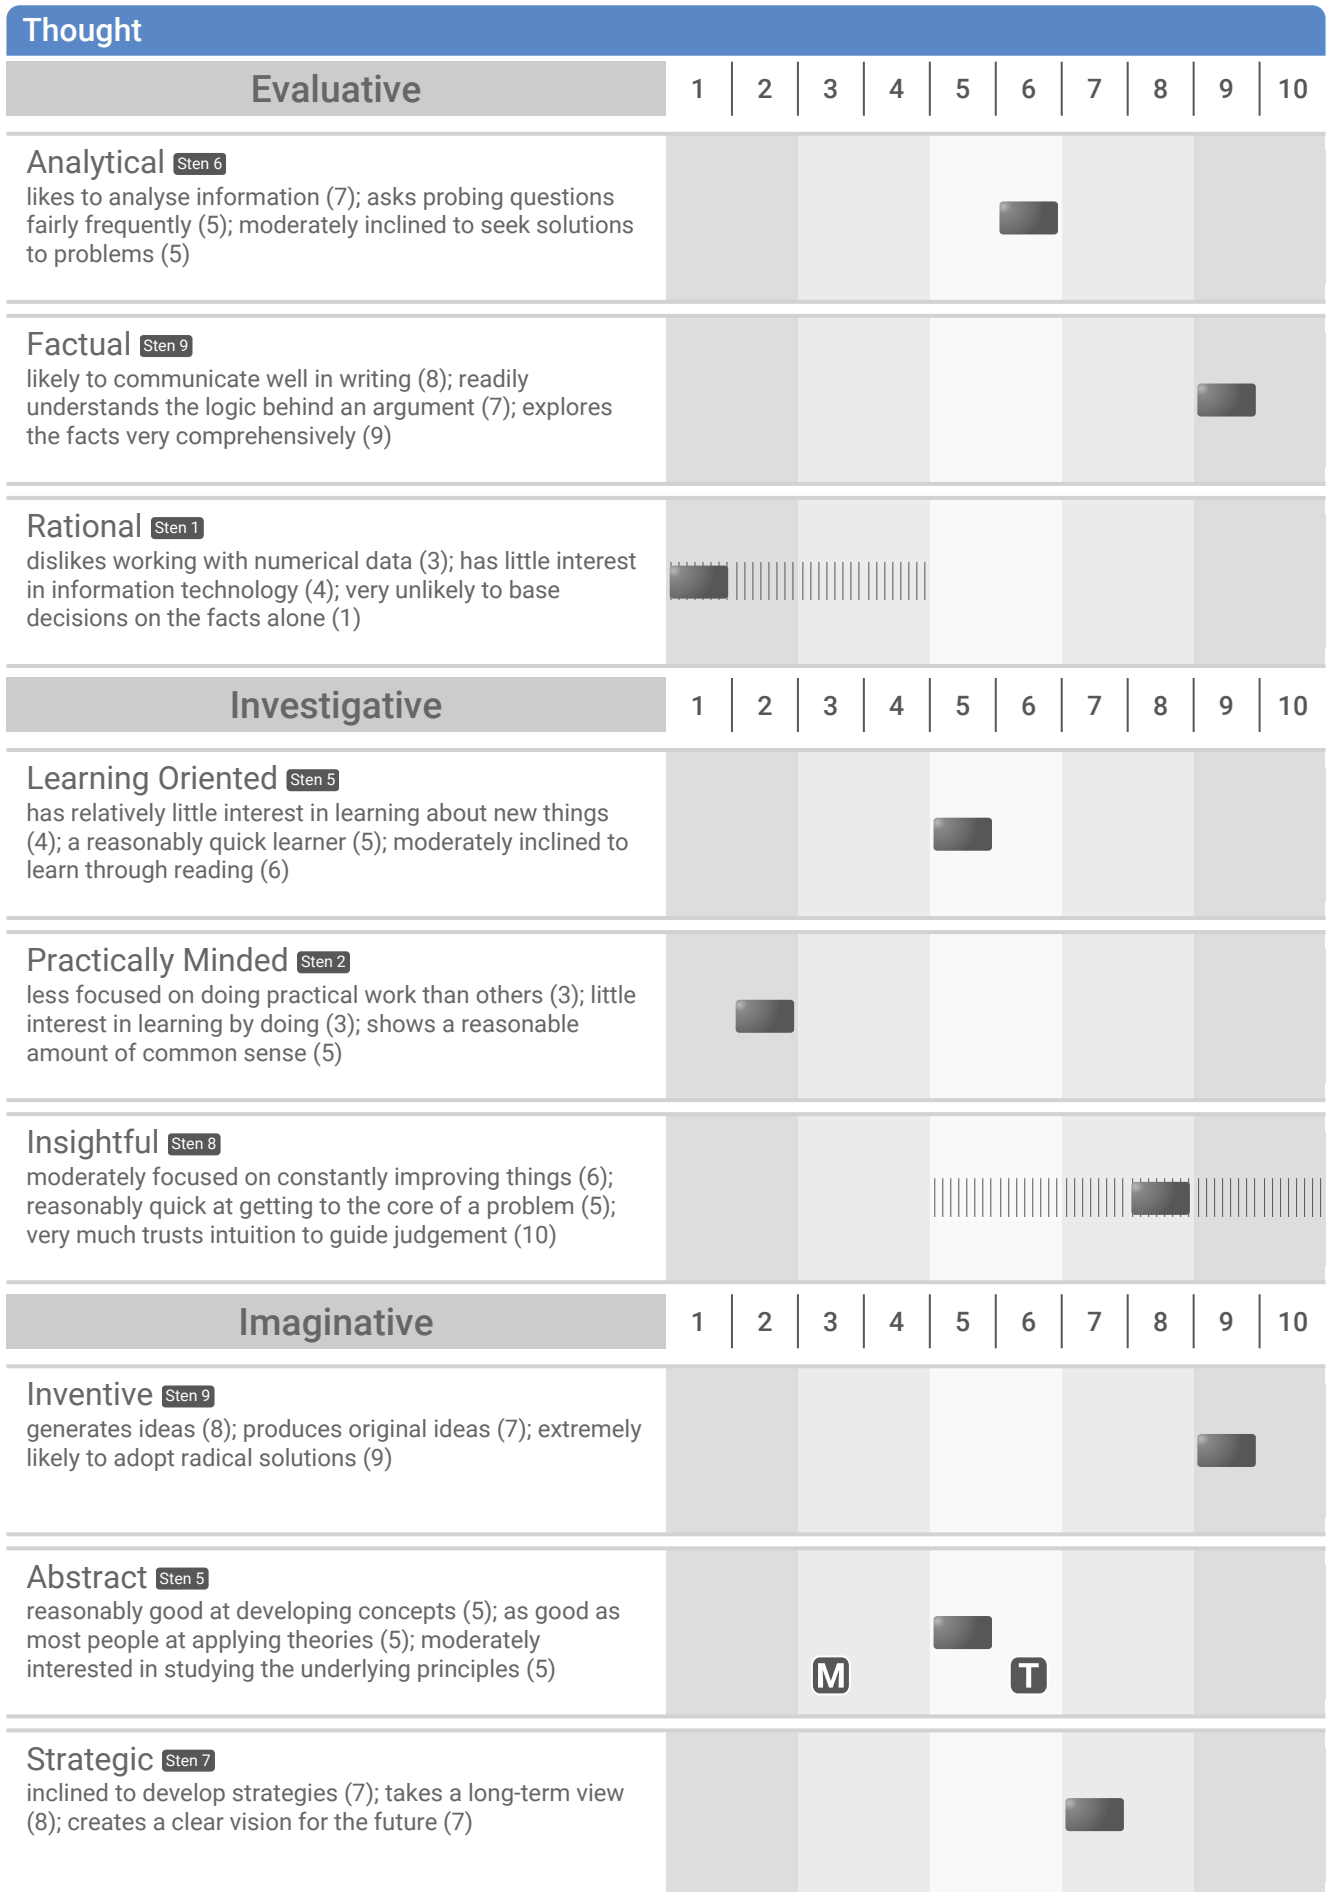 Thought
Evaluative 1 2 3 4 5 6 7 8 9 10
Analytical Sten 6
likes to analyse information (7); asks probing questions
fairly frequently (5); moderately inclined to seek solutions
to problems (5)
Factual Sten 9
likely to communicate well in writing (8); readily
understands the logic behind an argument (7); explores
the facts very comprehensively (9)
Rational Sten 1
dislikes working with numerical data (3); has little interest
in information technology (4); very unlikely to base
decisions on the facts alone (1)
Investigative 1 2 3 4 5 6 7 8 9 10
Learning Oriented Sten 5
has relatively little interest in learning about new things
(4); a reasonably quick learner (5); moderately inclined to
learn through reading (6)
Practically Minded Sten 2
less focused on doing practical work than others (3); little
interest in learning by doing (3); shows a reasonable
amount of common sense (5)
Insightful Sten 8
moderately focused on constantly improving things (6);
reasonably quick at getting to the core of a problem (5);
very much trusts intuition to guide judgement (10)
Imaginative 1 2 3 4 5 6 7 8 9 10
Inventive Sten 9
generates ideas (8); produces original ideas (7); extremely
likely to adopt radical solutions (9)
Abstract Sten 5
reasonably good at developing concepts (5); as good as
most people at applying theories (5); moderately
interested in studying the underlying principles (5)
M T
Strategic Sten 7
inclined to develop strategies (7); takes a long-term view
(8); creates a clear vision for the future (7)